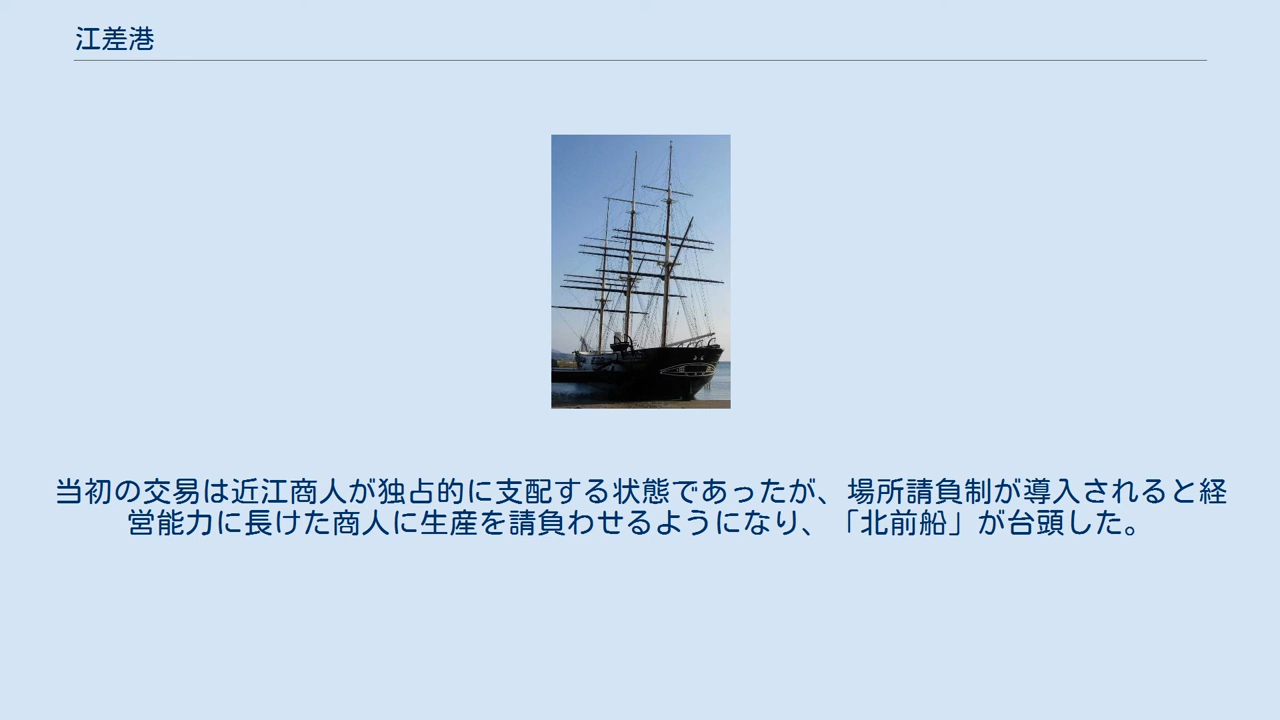 江差港
当初の交易は近江商人が独占的に支配する状態であったが、場所請負制が導入されると経
営能力に長けた商人に生産を請負わせるようになり、「北前船」が台頭した。